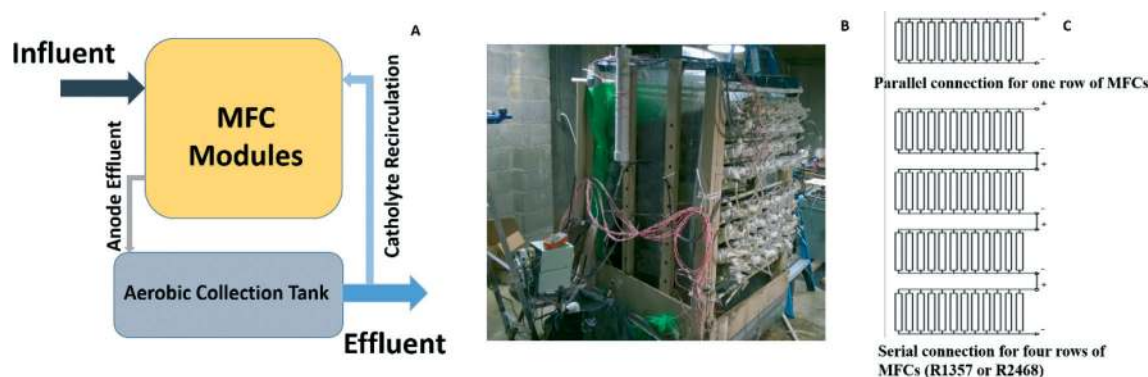 A
Influent
MFC
Modules
Anode Effluent
Catholyte Recirculation
Aerobic Collection Tank
Effluent
B
C
+
-
Parallel connection for one row of MFCs
+
-
+
-
+
-
+
-
Serial connection for four rows of
MFCs (R1357 or R2468)